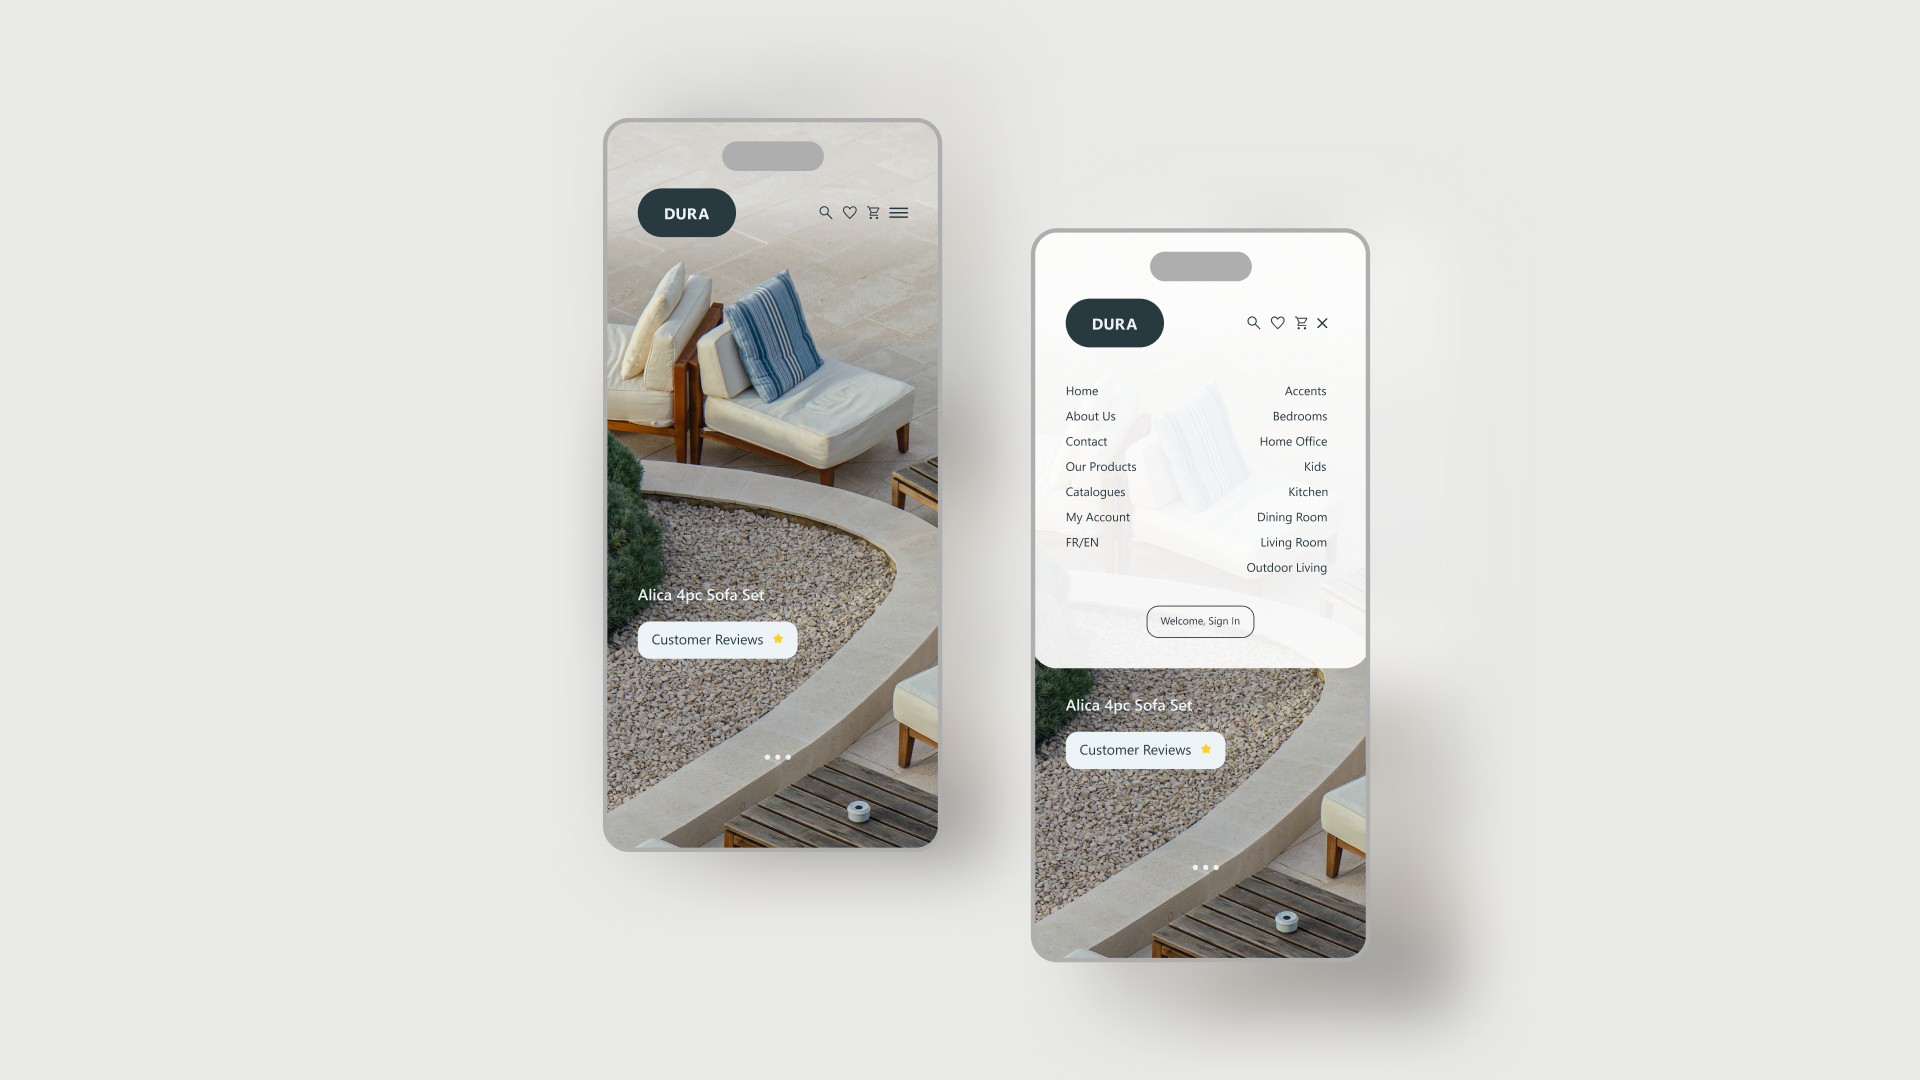 DURA
Alica 4pc Sofa Set
Customer Reviews
DURA
Home
About Us
Contact
Our Products
Catalogues
My Account
FR/EN
Accents
Bedrooms
Home Office
Kids
Kitchen
Dining Room
Living Room
Outdoor Living
Welcome, Sign In
Alica 4pc Sofa Set
Customer Reviews